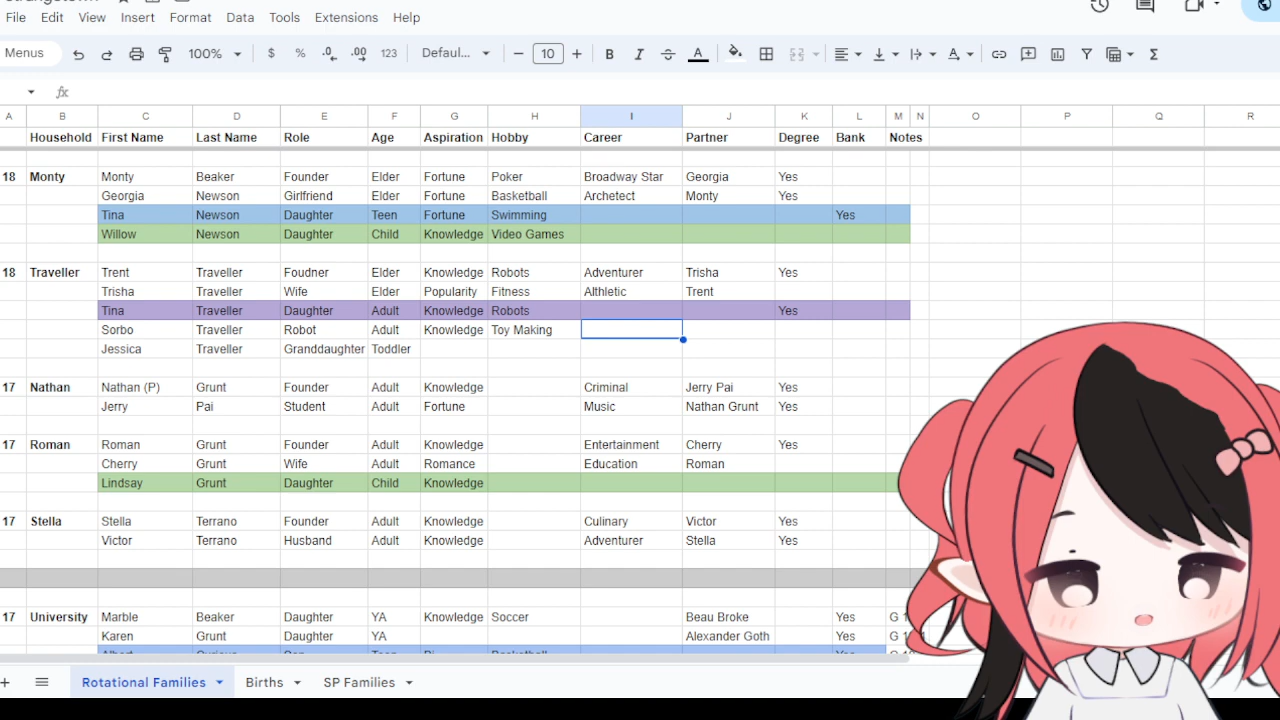 File Edit View Insert Format Data Tools Extensions Help
Menus 100% $ % .0 .00 123 Defaul... 10 B I A
fx
A B C D E F G H I J K L M N O P Q R
Household First Name Last Name Role Age Aspiration Hobby Career Partner Degree Bank Notes
18 Monty Monty Beaker Founder Elder Fortune Poker Broadway Star Georgia Yes
Georgia Newson Girlfriend Elder Fortune Basketball Archetect Monty Yes
Tina Newson Daughter Teen Fortune Swimming Yes
Willow Newson Daughter Child Knowledge Video Games
18 Traveller Trent Traveller Foudner Elder Knowledge Robots Adventurer Trisha Yes
Trisha Traveller Wife Elder Popularity Fitness Althletic Trent
Tina Traveller Daughter Adult Knowledge Robots Yes
Sorbo Traveller Robot Adult Knowledge Toy Making
Jessica Traveller Granddaughter Toddler
17 Nathan Nathan (P) Grunt Founder Adult Knowledge Criminal Jerry Pai Yes
Jerry Pai Student Adult Fortune Music Nathan Grunt Yes
17 Roman Roman Grunt Founder Adult Knowledge Entertainment Cherry Yes
Cherry Grunt Wife Adult Romance Education Roman
Lindsay Grunt Daughter Child Knowledge
17 Stella Stella Terrano Founder Adult Knowledge Culinary Victor Yes
Victor Terrano Husband Adult Knowledge Adventurer Stella Yes
17 University Marble Beaker Daughter YA Knowledge Soccer Beau Broke Yes G
Karen Grunt Daughter YA Alexander Goth Yes G
Rotational Families Births SP Families